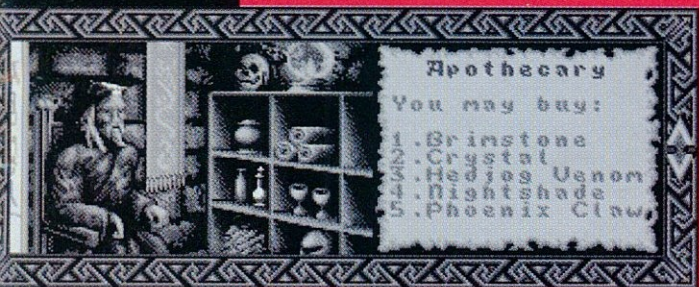 Apothecary
You may buy:
1.Brimstone
2.Crystal
3.Hedjog Venom
4.Nightshade
5.Phoenix Claw